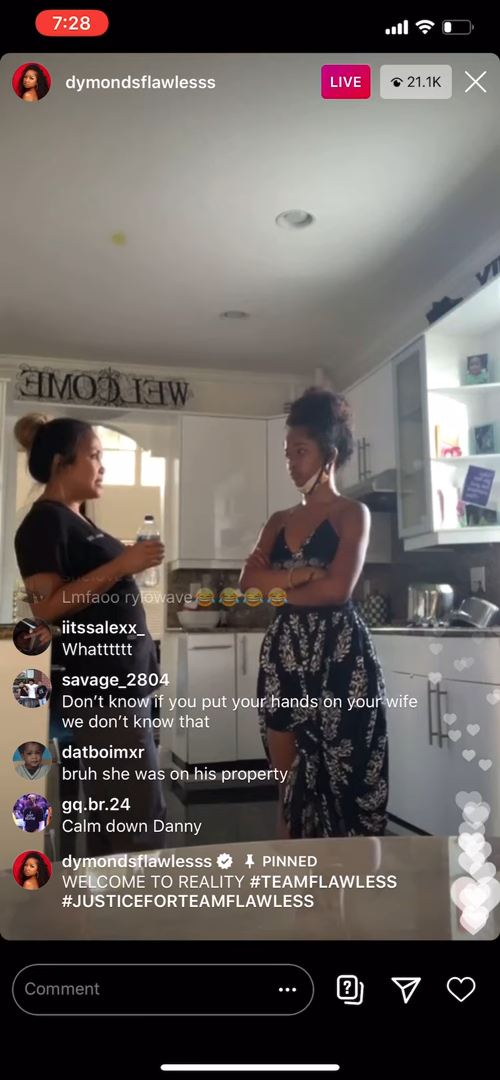 7:28
dymondsflawlesss
LIVE
21.1K
WELCOME
Lmfaoo rylowave😂😂😂😂
iitssalexx_
Whatttttt
savage_2804
Don't know if you put your hands on your wife
we don't know that
datboimxr
bruh she was on his property
gq.br.24
Calm down Danny
dymondsflawlesss PINNED
WELCOME TO REALITY #TEAMFLAWLESS
#JUSTICEFORTEAMFLAWLESS
Comment